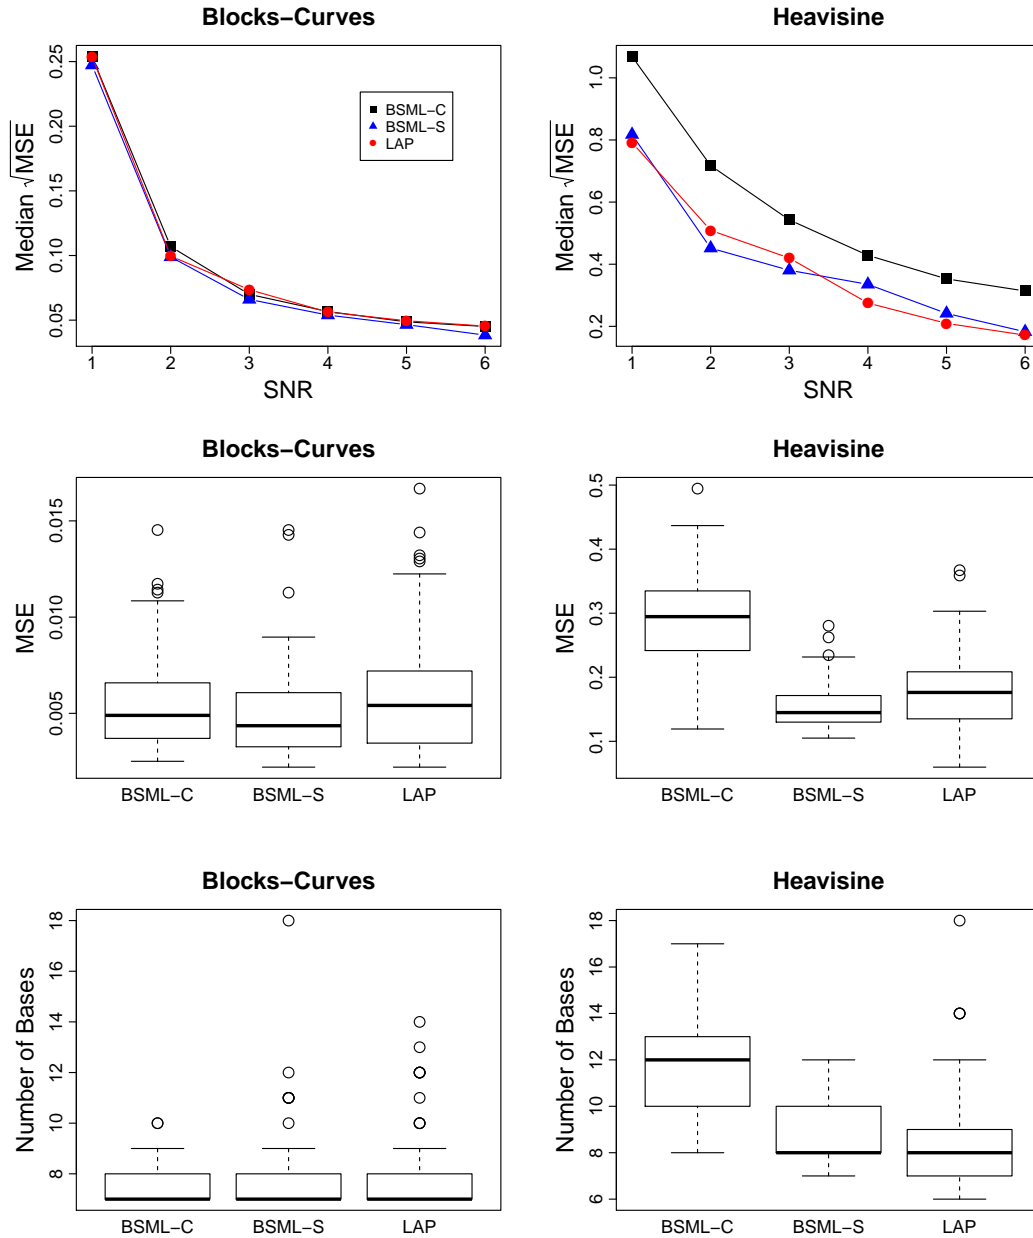 Blocks−Curves
Median √MSE
0.05
0.10
0.15
0.20
0.25
BSML−C
BSML−S
LAP
1 2 3 4 5 6
SNR
Heavisine
Median √MSE
0.2
0.4
0.6
0.8
1.0
1 2 3 4 5 6
SNR
Blocks−Curves
MSE
0.005
0.010
0.015
BSML−C BSML−S LAP
Heavisine
MSE
0.1
0.2
0.3
0.4
0.5
BSML−C BSML−S LAP
Blocks−Curves
Number of Bases
8
10
12
14
16
18
BSML−C BSML−S LAP
Heavisine
Number of Bases
6
8
10
12
14
16
18
BSML−C BSML−S LAP